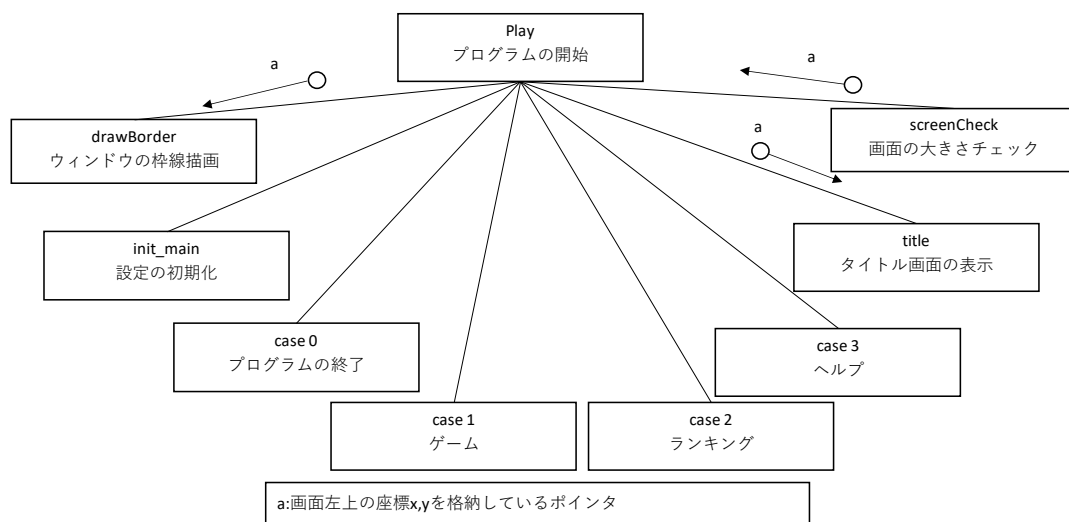 Play
プログラムの開始
a
a
drawBorder
ウィンドウの枠線描画
screenCheck
画面の大きさチェック
a
init_main
設定の初期化
title
タイトル画面の表示
case 0
プログラムの終了
case 3
ヘルプ
case 1
ゲーム
case 2
ランキング
a:画面左上の座標x,yを格納しているポインタ